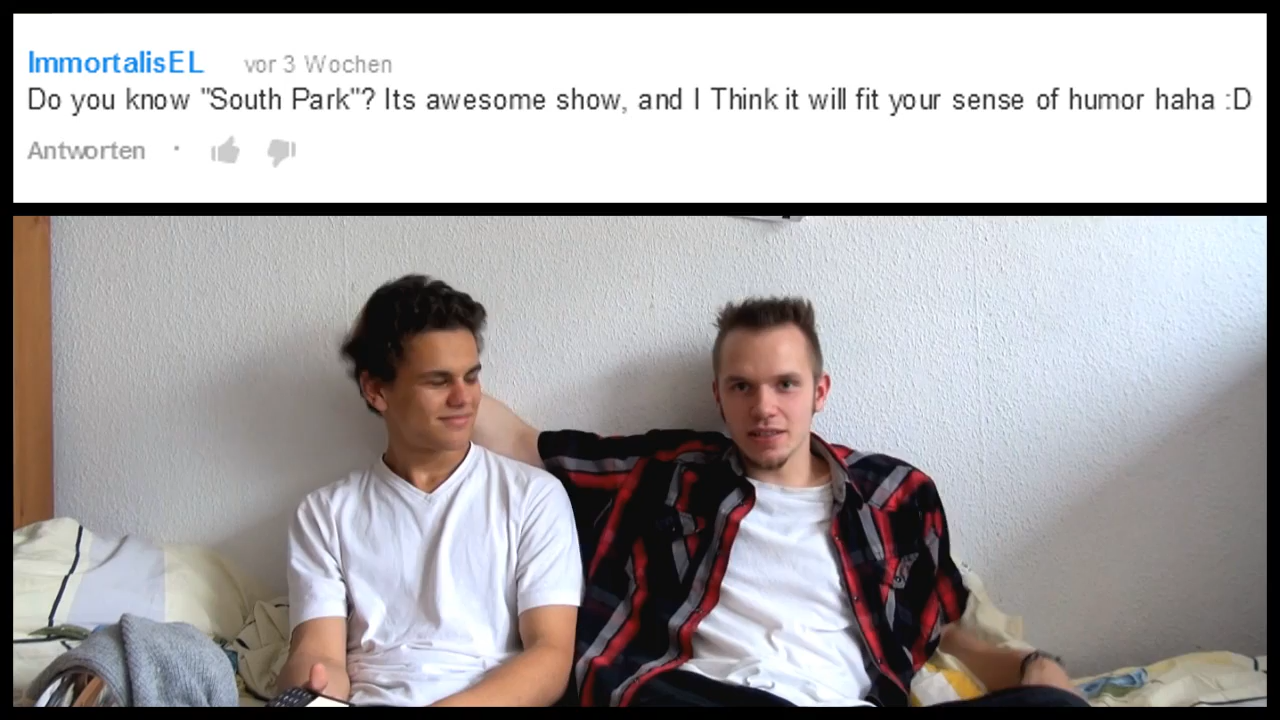 ImmortalisEL vor 3 Wochen
Do you know "South Park"? Its awesome show, and I Think it will fit your sense of humor haha :D
Antworten ·